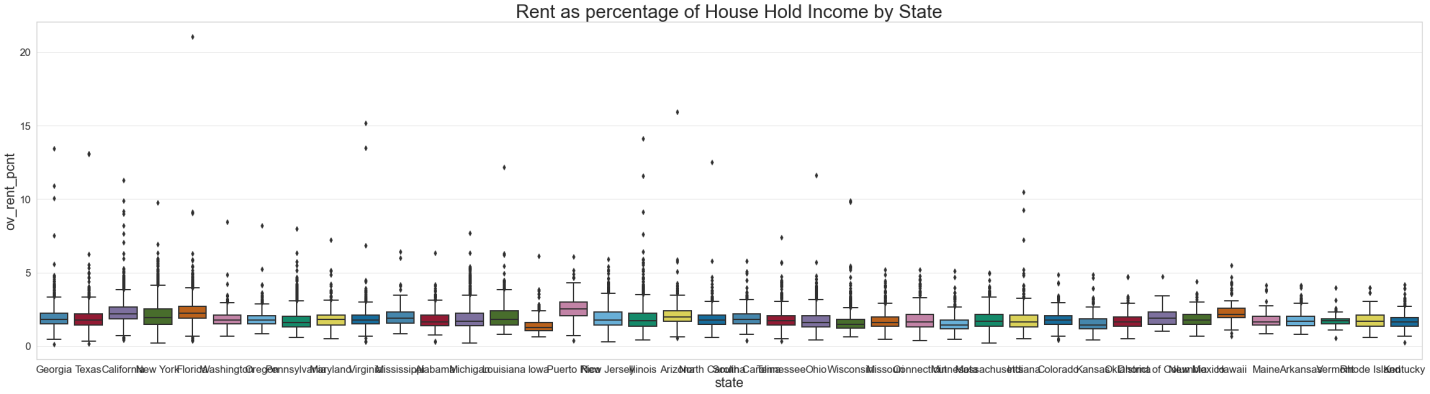 Rent as percentage of House Hold Income by State
ov_rent_pcnt
20
15
10
5
0
Georgia Texas California New York Florida Washington Oregon Pennsylvania Maryland Virginia Mississippi Alabama Michigan Louisiana Iowa Puerto Rico New Jersey Illinois Arizona North Carolina South Carolina Tennessee Ohio Wisconsin Missouri Connecticut Minnesota Massachusetts Indiana Colorado Kansas Oklahoma District of Columbia New Mexico Hawaii Maine Arkansas Vermont Rhode Island Kentucky
state